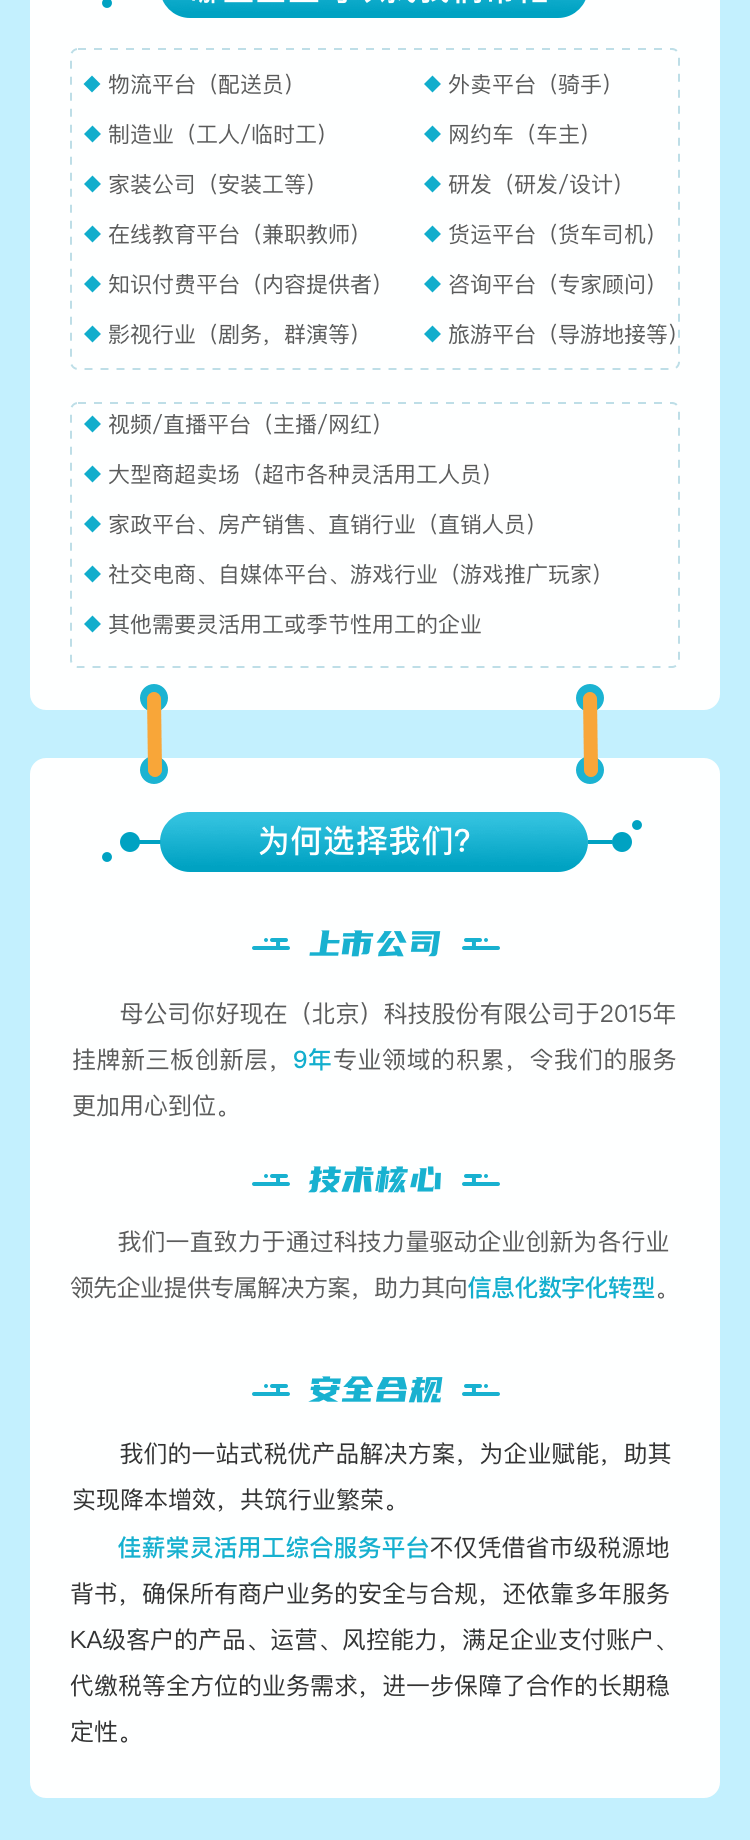 物流平台（配送员）
外卖平台（骑手）
制造业（工人/临时工）
网约车（车主）
家装公司（安装工等）
研发（研发/设计）
在线教育平台（兼职教师）
货运平台（货车司机）
知识付费平台（内容提供者）
咨询平台（专家顾问）
影视行业（剧务，群演等）
旅游平台（导游地接等）
视频/直播平台（主播/网红）
大型商超卖场（超市各种灵活用工人员）
家政平台、房产销售、直销行业（直销人员）
社交电商、自媒体平台、游戏行业（游戏推广玩家）
其他需要灵活用工或季节性用工的企业
为何选择我们?
上市公司
母公司你好现在（北京）科技股份有限公司于2015年
挂牌新三板创新层，9年专业领域的积累，令我们的服务
更加用心到位。
技术核心
我们一直致力于通过科技力量驱动企业创新为各行业
领先企业提供专属解决方案，助力其向信息化数字化转型。
安全合规
我们的一站式税优产品解决方案，为企业赋能，助其
实现降本增效，共筑行业繁荣。
佳薪棠灵活用工综合服务平台不仅凭借省市级税源地
背书，确保所有商户业务的安全与合规，还依靠多年服务
KA级客户的产品、运营、风控能力，满足企业支付账户、
代缴税等全方位的业务需求，进一步保障了合作的长期稳
定性。